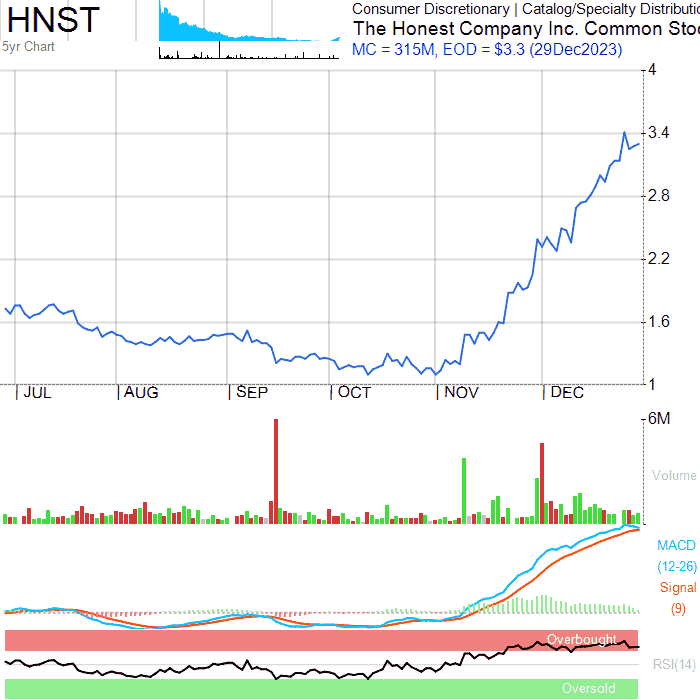 HNST
5yr Chart
Consumer Discretionary | Catalog/Specialty Distributic
The Honest Company Inc. Common Stoc
MC = 315M, EOD = $3.3 (29Dec2023)
4
3.4
2.8
2.2
1.6
1
| JUL | AUG | SEP | OCT | NOV | DEC
6M
Volume
MACD
(12-26)
Signal
(9)
Overbought
RSI(14)
Oversold